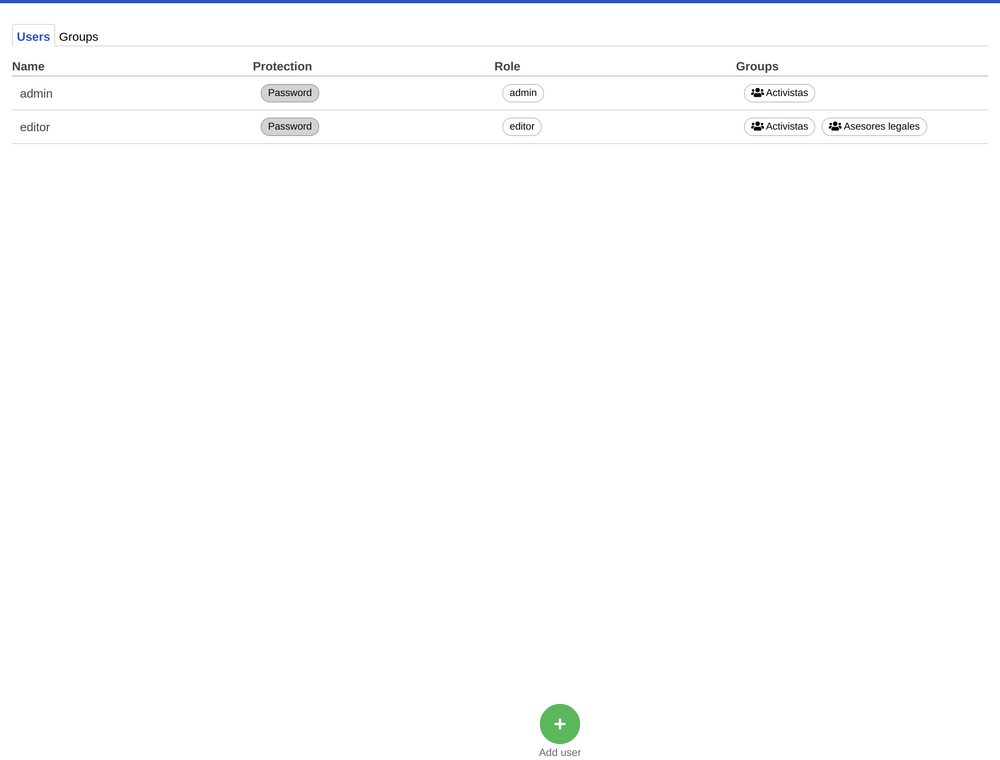 Users Groups
Name Protection Role Groups
admin Password admin Activistas
editor Password editor Activistas Asesores legales
Add user